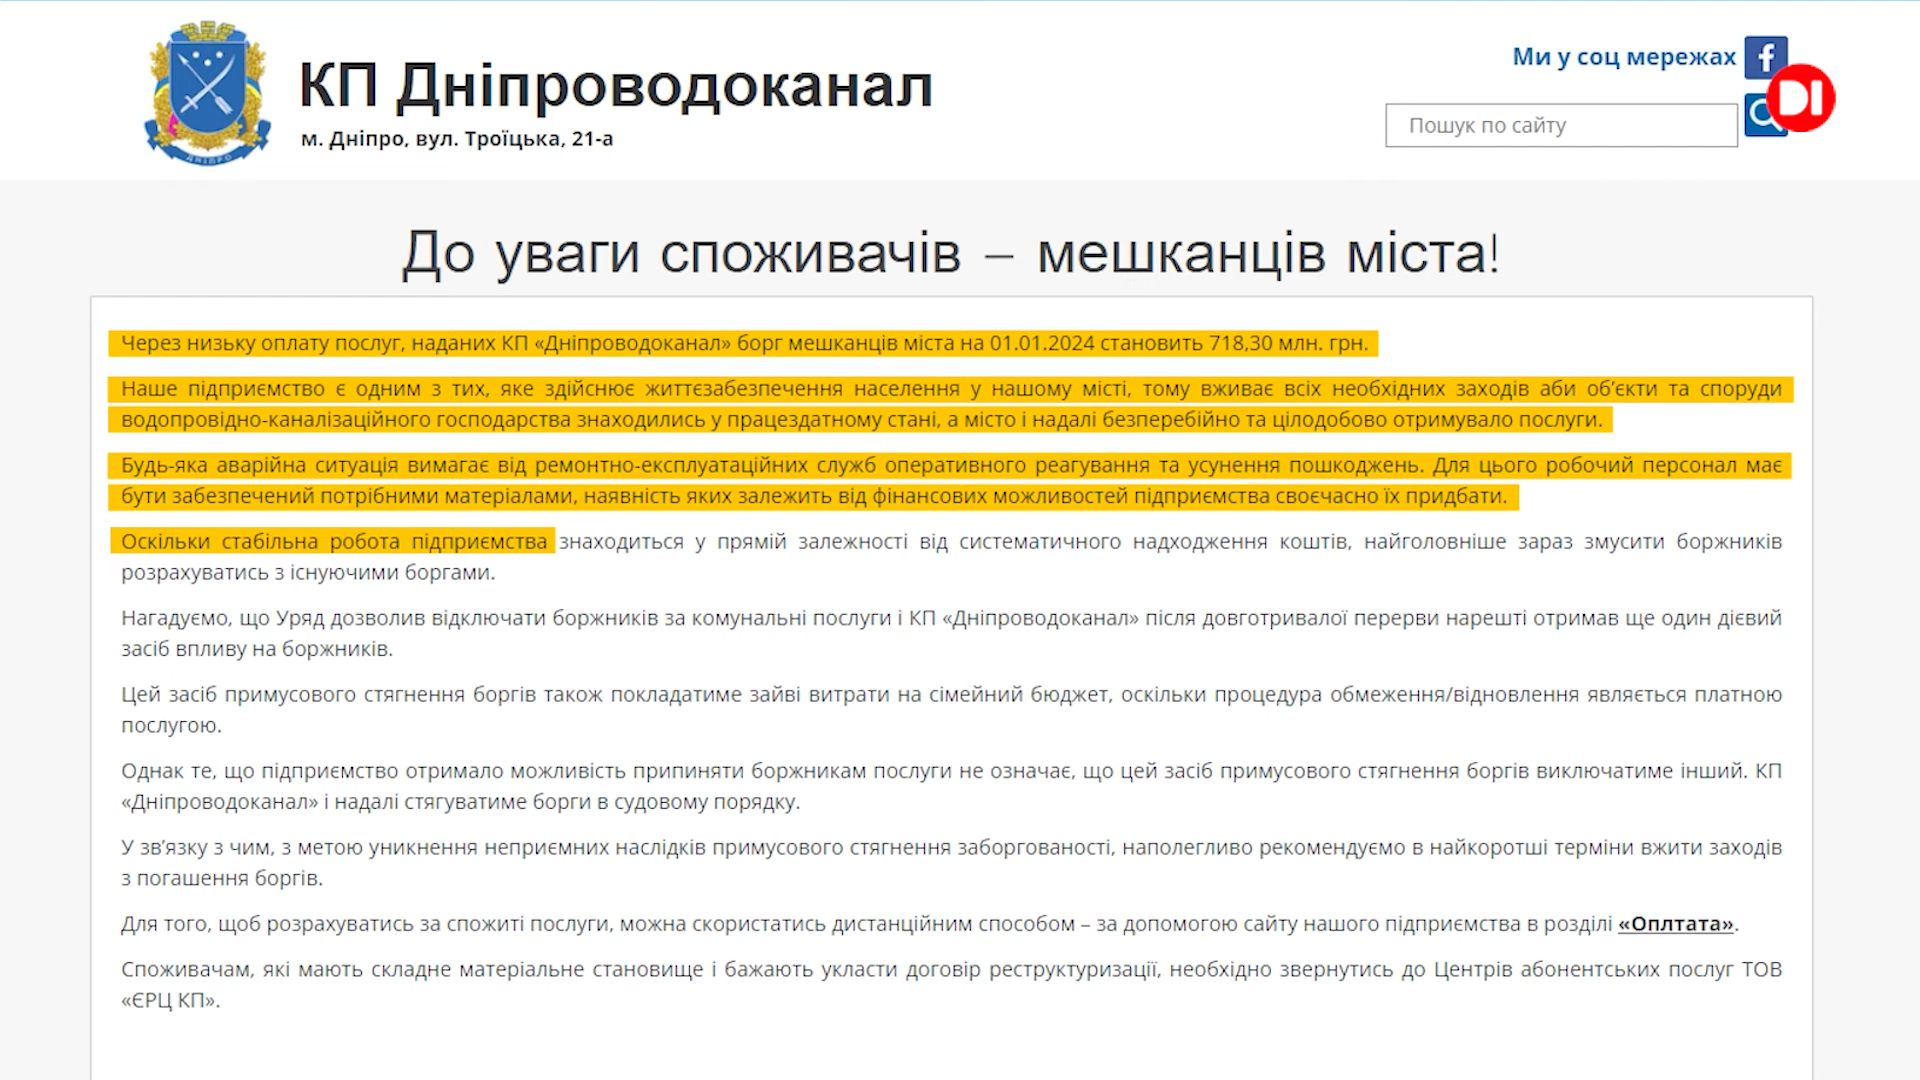 КП Дніпроводоканал
м. Дніпро, вул. Троїцька, 21-а
Ми у соц мережах
Пошук по сайту
DI
ДНІПРО
До уваги споживачів – мешканців міста!
Через низьку оплату послуг, наданих КП «Дніпроводоканал» борг мешканців міста на 01.01.2024 становить 718,30 млн. грн.
Наше підприємство є одним з тих, яке здійснює життєзабезпечення населення у нашому місті, тому вживає всіх необхідних заходів аби об’єкти та споруди
водопровідно-каналізаційного господарства знаходились у працездатному стані, а місто і надалі безперебійно та цілодобово отримувало послуги.
Будь-яка аварійна ситуація вимагає від ремонтно-експлуатаційних служб оперативного реагування та усунення пошкоджень. Для цього робочий персонал має
бути забезпечений потрібними матеріалами, наявність яких залежить від фінансових можливостей підприємства своєчасно їх придбати.
Оскільки стабільна робота підприємства знаходиться у прямій залежності від систематичного надходження коштів, найголовніше зараз змусити боржників
розрахуватись з існуючими боргами.
Нагадуємо, що Уряд дозволив відключати боржників за комунальні послуги і КП «Дніпроводоканал» після довготривалої перерви нарешті отримав ще один дієвий
засіб впливу на боржників.
Цей засіб примусового стягнення боргів також покладатиме зайві витрати на сімейний бюджет, оскільки процедура обмеження/відновлення являється платною
послугою.
Однак те, що підприємство отримало можливість припиняти боржникам послуги не означає, що цей засіб примусового стягнення боргів виключатиме інший. КП
«Дніпроводоканал» і надалі стягуватиме борги в судовому порядку.
У зв’язку з чим, з метою уникнення неприємних наслідків примусового стягнення заборгованості, наполегливо рекомендуємо в найкоротші терміни вжити заходів
з погашення боргів.
Для того, щоб розрахуватись за спожиті послуги, можна скористатись дистанційним способом – за допомогою сайту нашого підприємства в розділі «Оплтата».
Споживачам, які мають складне матеріальне становище і бажають укласти договір реструктуризації, необхідно звернутись до Центрів абонентських послуг ТОВ
«ЄРЦ КП».